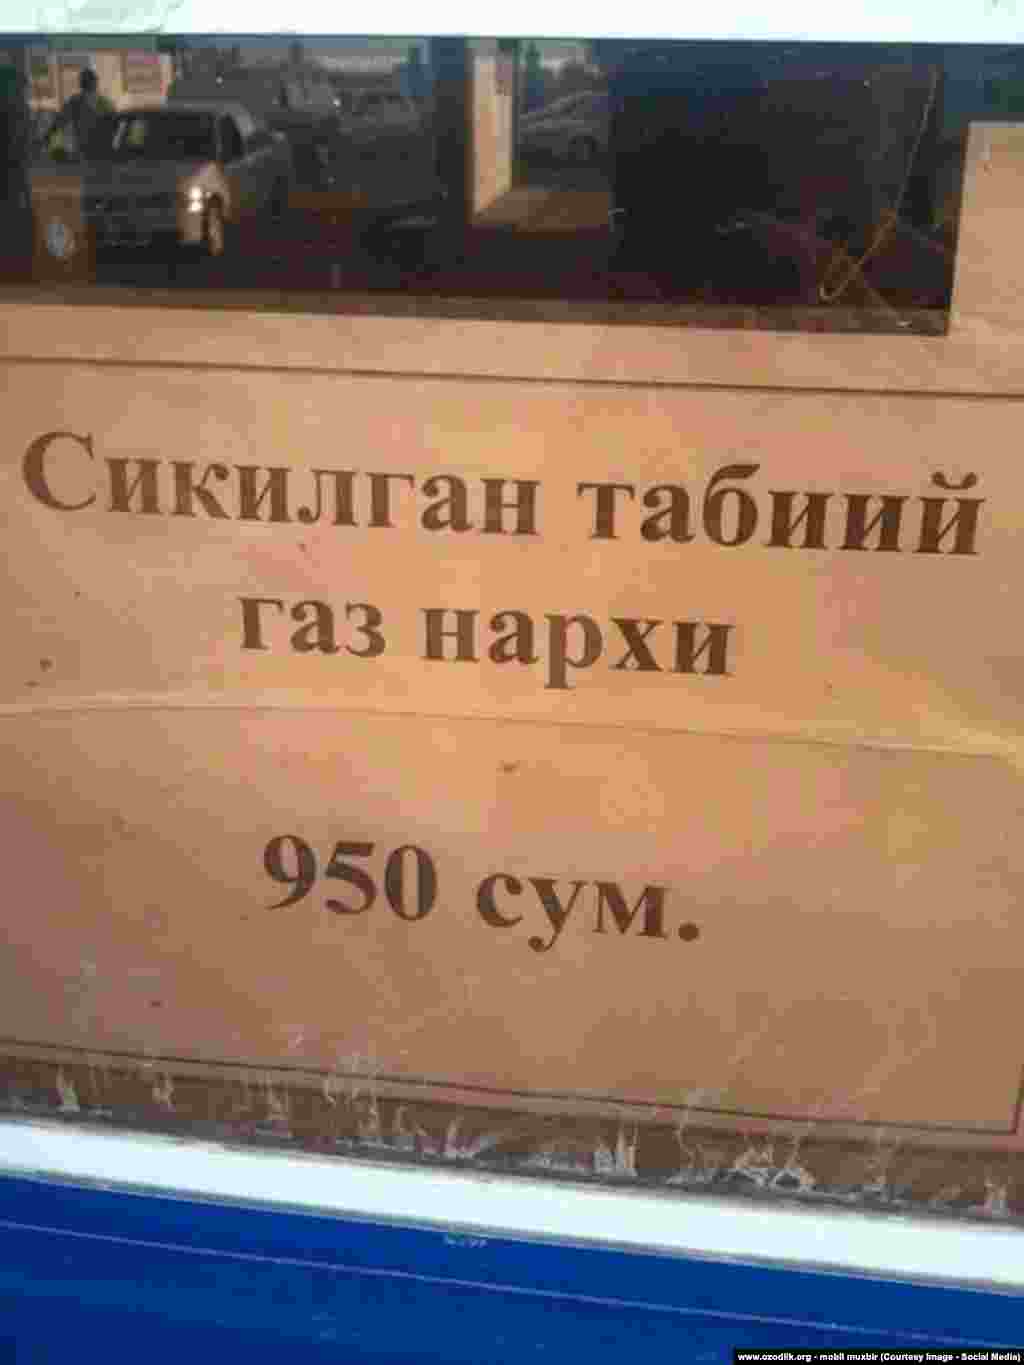 Сикилган табиий
газ нархи
950 сум.
www.ozodlik.org - mobil muxbir (Courtesy Image - Social Media)